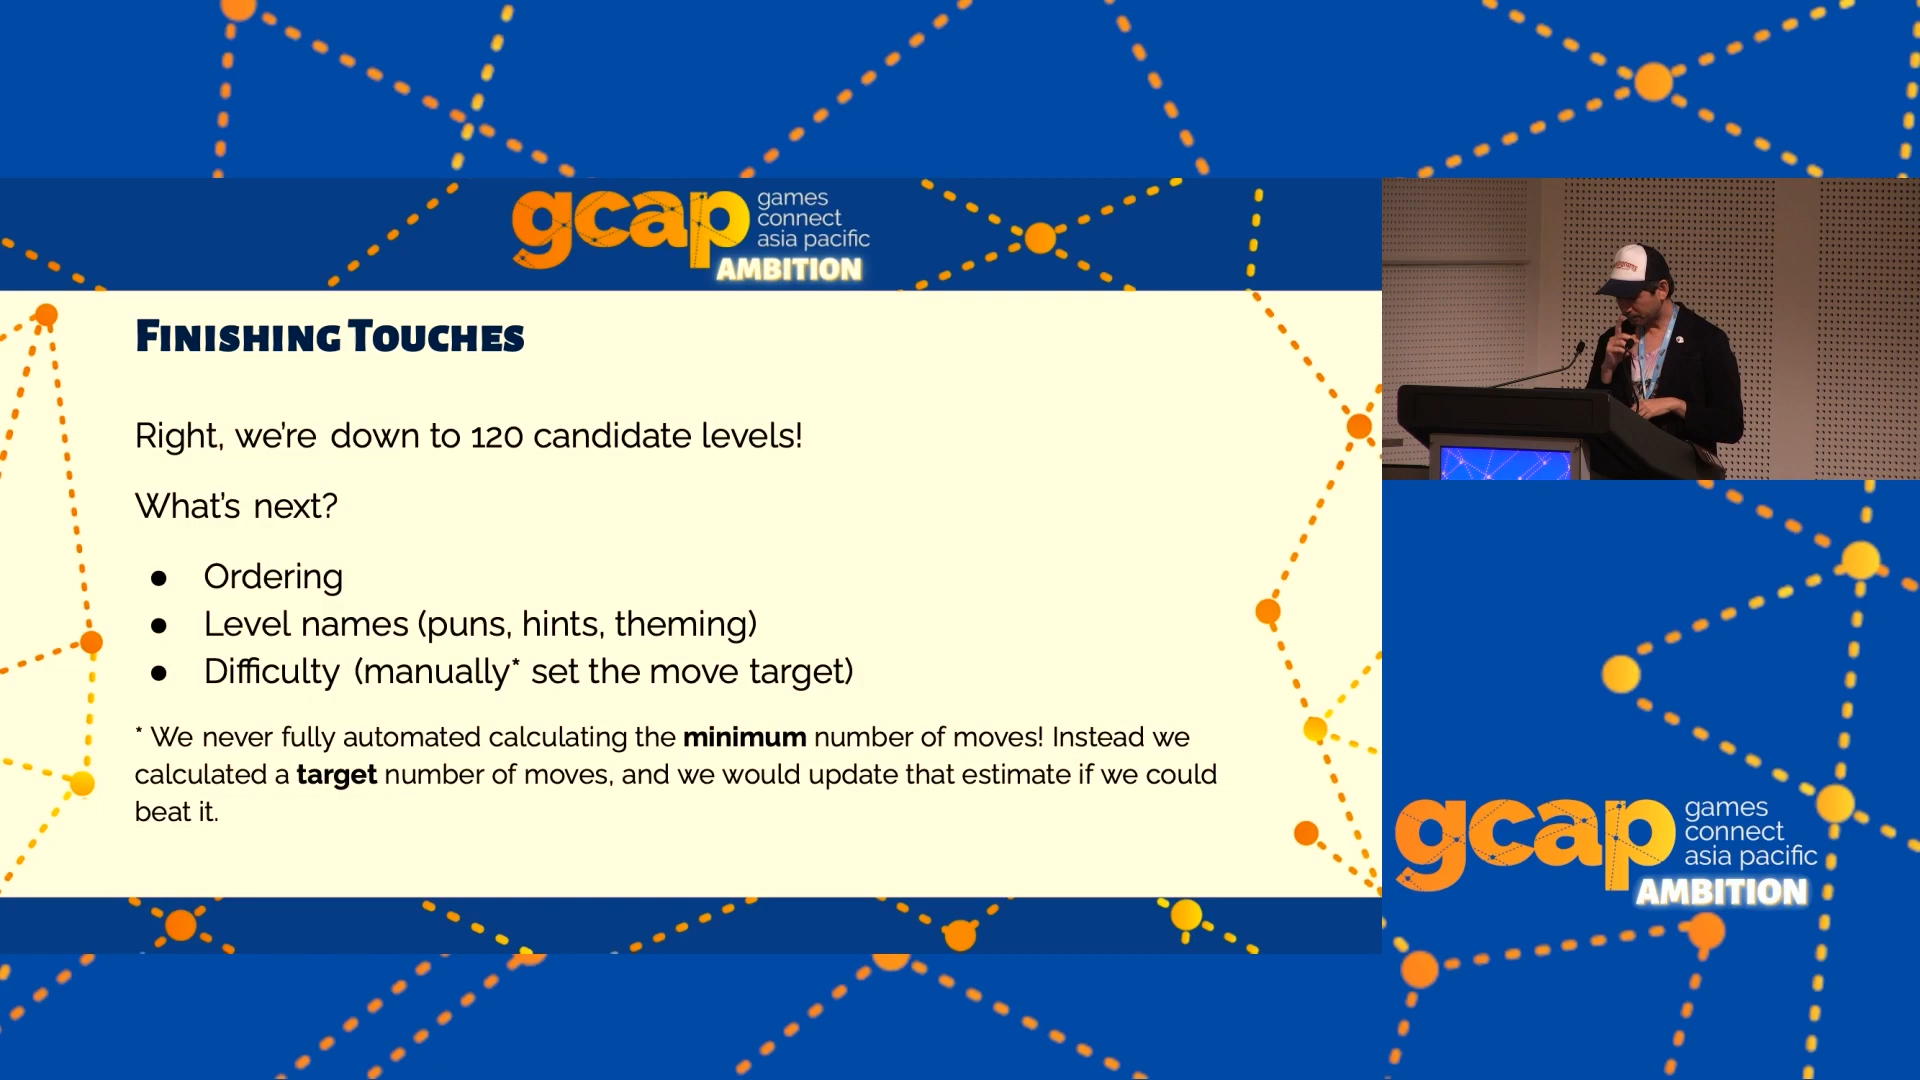 gcap games
connect
asia pacific
AMBITION
Finishing Touches
Right, we're down to 120 candidate levels!
What's next?
● Ordering
● Level names (puns, hints, theming)
● Difficulty (manually* set the move target)
* We never fully automated calculating the minimum number of moves! Instead we
calculated a target number of moves, and we would update that estimate if we could
beat it.
gcap games
connect
asia pacific
AMBITION